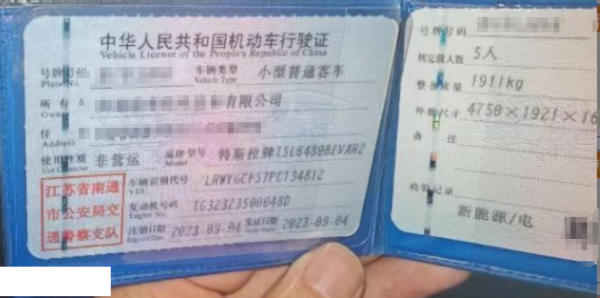 中华人民共和国机动车行驶证
Vehicle License of the People's Republic of China
号牌号码
Plate No.
车辆类型
Vehicle Type
小型普通客车
所有
有限公司
住
Address
使用性质
Use Character
非营运
品牌型号
Model
特斯拉牌TSL6480BEVAR2
江苏省南通
市公安局交
通警察支队
车辆识别代号
VIN
发动机号码
Engine No.
TG32323500048D
注册日期
2023-09-04
发证日期
Issue Date
2023-09-04
号牌号码
核定载人数
5人
整备质量
1911kg
外廓尺寸
4750×1921×16
备注
检验记录
新能源/电